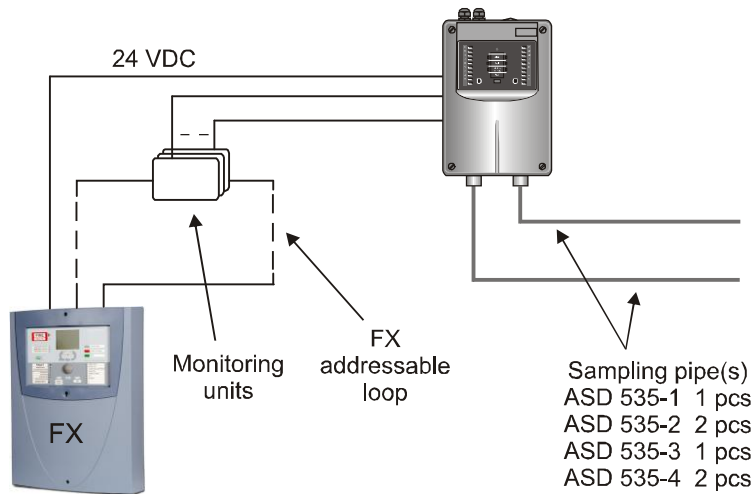 24 VDC
Monitoring
units
FX
addressable
loop
FX
Sampling pipe(s)
ASD 535-1 1 pcs
ASD 535-2 2 pcs
ASD 535-3 1 pcs
ASD 535-4 2 pcs